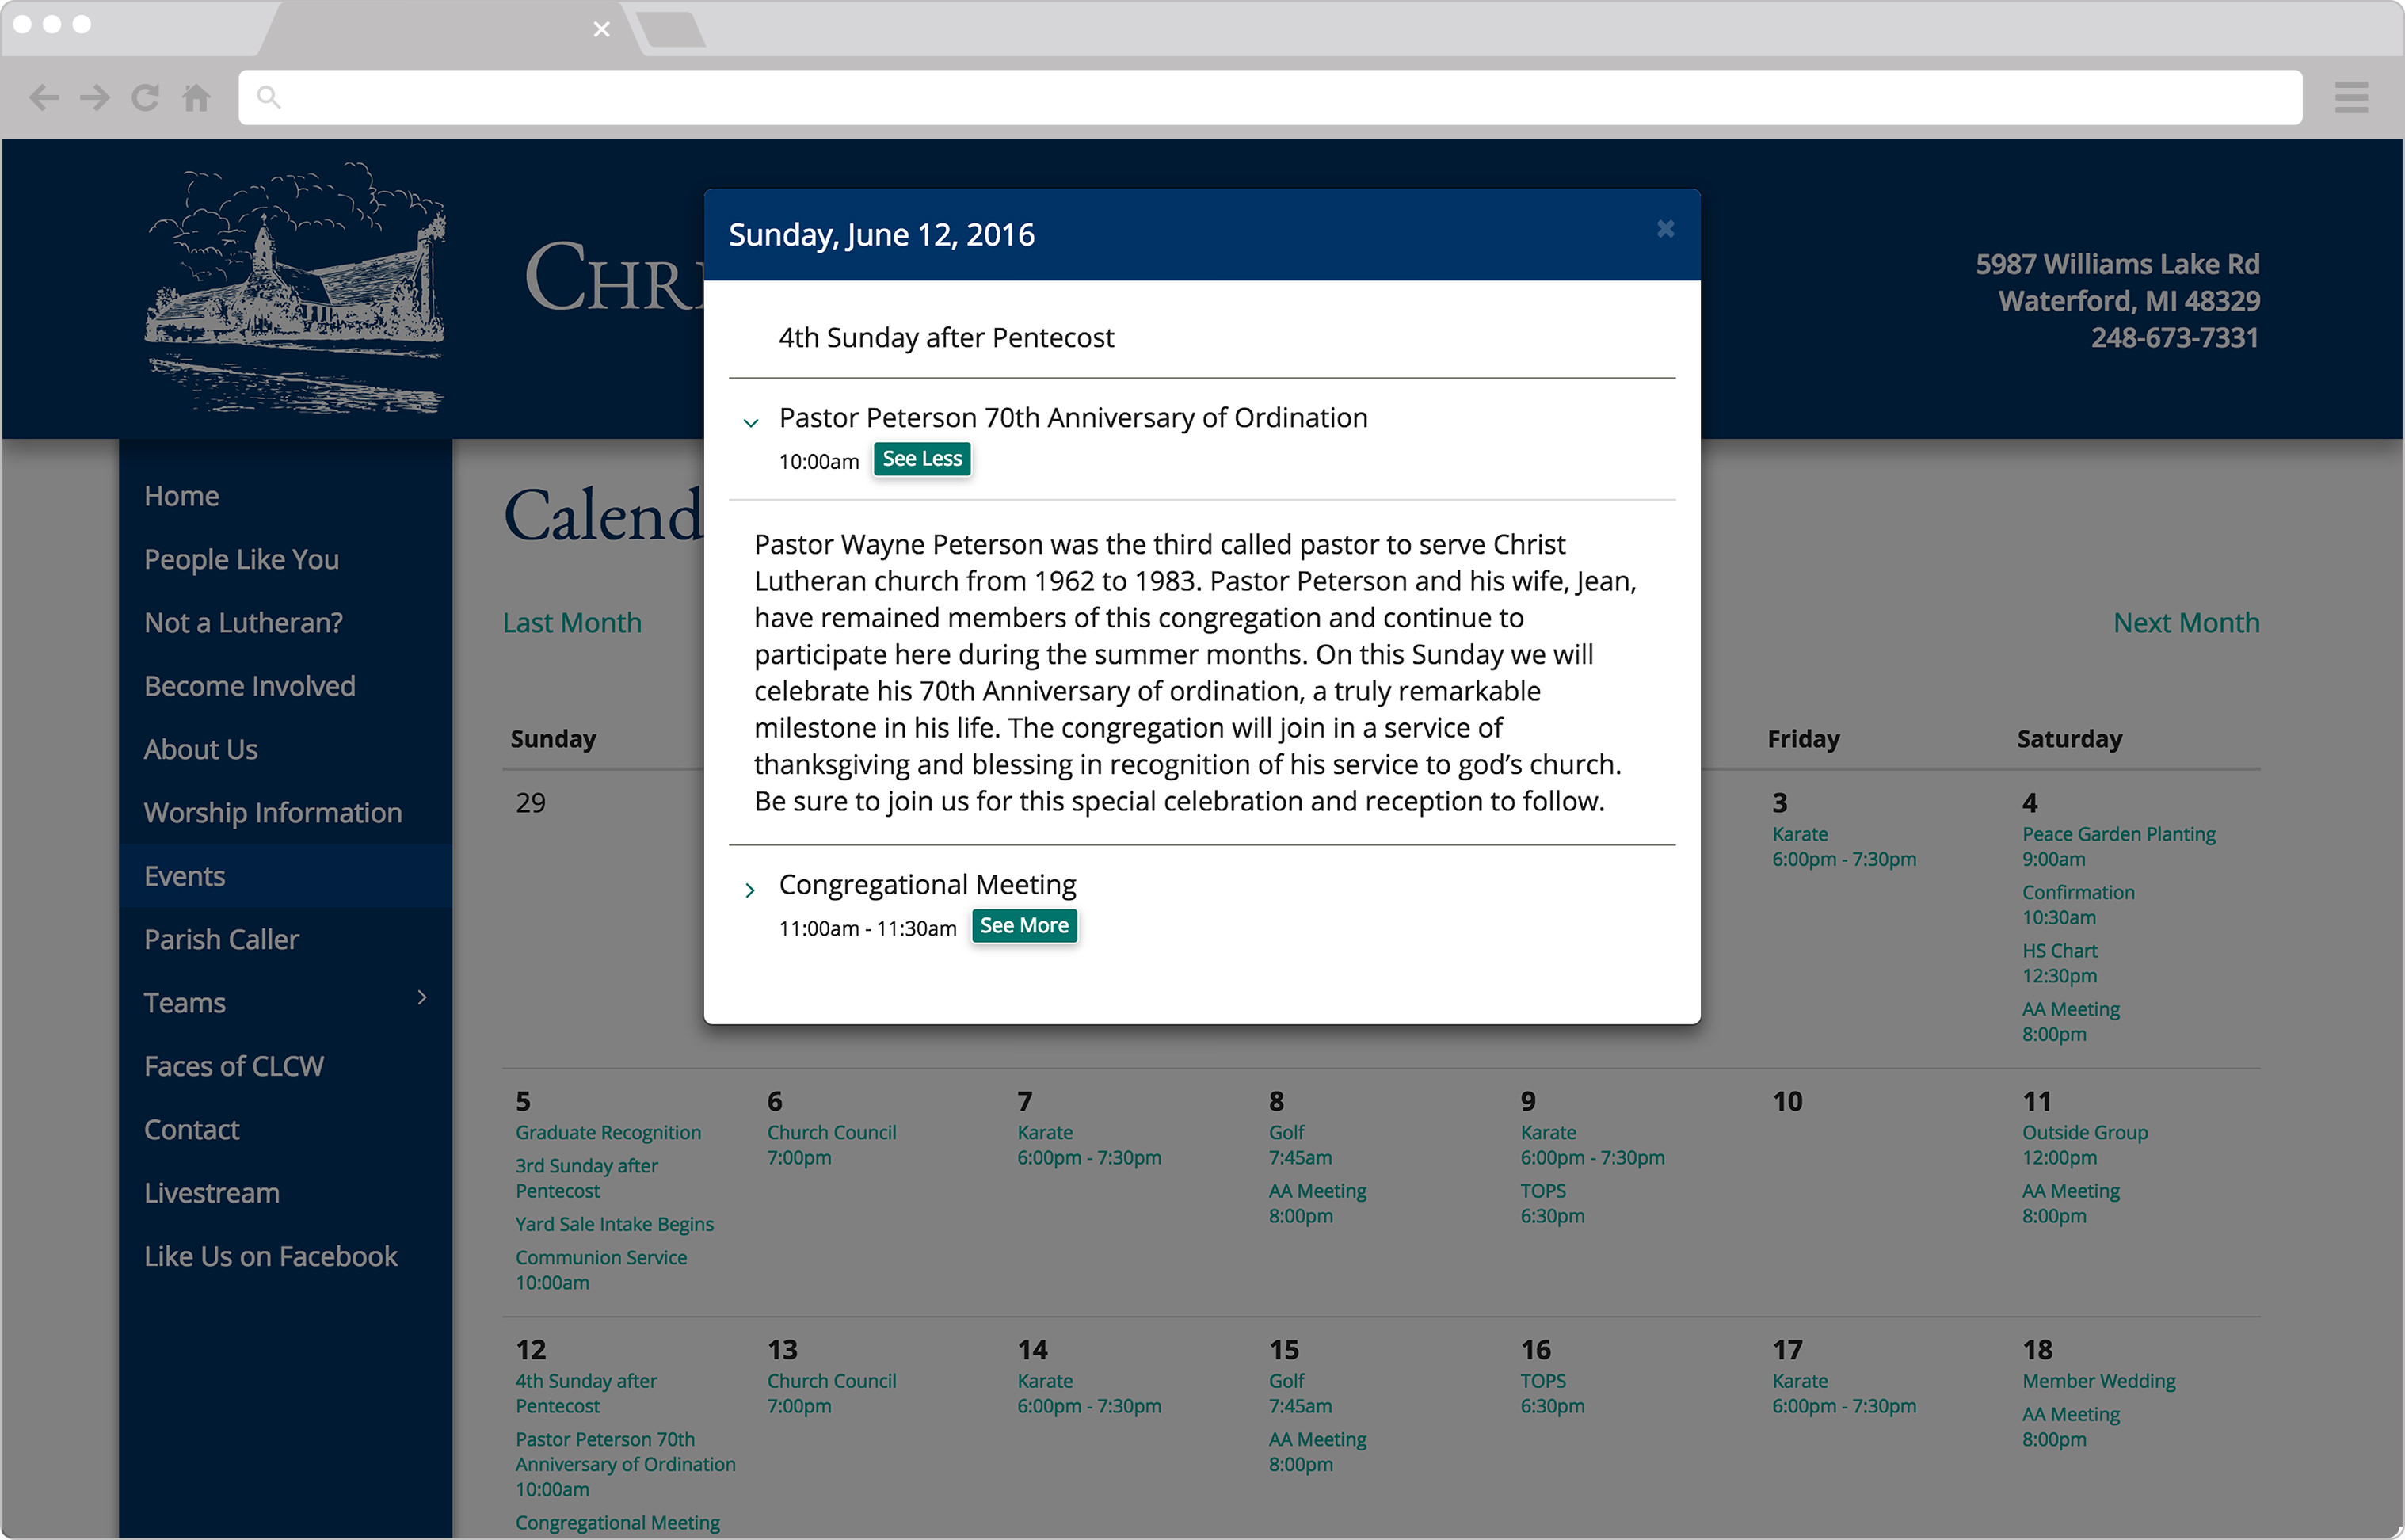 CHR
5987 Williams Lake Rd
Waterford, MI 48329
248-673-7331
Sunday, June 12, 2016
4th Sunday after Pentecost
Pastor Peterson 70th Anniversary of Ordination
10:00am See Less
Pastor Wayne Peterson was the third called pastor to serve Christ
Lutheran church from 1962 to 1983. Pastor Peterson and his wife, Jean,
have remained members of this congregation and continue to
participate here during the summer months. On this Sunday we will
celebrate his 70th Anniversary of ordination, a truly remarkable
milestone in his life. The congregation will join in a service of
thanksgiving and blessing in recognition of his service to god’s church.
Be sure to join us for this special celebration and reception to follow.
Congregational Meeting
11:00am - 11:30am See More
Home
People Like You
Not a Lutheran?
Become Involved
About Us
Worship Information
Events
Parish Caller
Teams
Faces of CLCW
Contact
Livestream
Like Us on Facebook
Calend
Last Month
Next Month
Sunday
Friday
Saturday
29
3
Karate
6:00pm - 7:30pm
4
Peace Garden Planting
9:00am
Confirmation
10:30am
HS Chart
12:30pm
AA Meeting
8:00pm
5
Graduate Recognition
3rd Sunday after
Pentecost
Yard Sale Intake Begins
Communion Service
10:00am
6
Church Council
7:00pm
7
Karate
6:00pm - 7:30pm
8
Golf
7:45am
AA Meeting
8:00pm
9
Karate
6:00pm - 7:30pm
TOPS
6:30pm
10
11
Outside Group
12:00pm
AA Meeting
8:00pm
12
4th Sunday after
Pentecost
Pastor Peterson 70th
Anniversary of Ordination
10:00am
Congregational Meeting
13
Church Council
7:00pm
14
Karate
6:00pm - 7:30pm
15
Golf
7:45am
AA Meeting
8:00pm
16
TOPS
6:30pm
17
Karate
6:00pm - 7:30pm
18
Member Wedding
AA Meeting
8:00pm